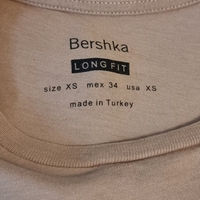 Bershka
LONG FIT
size XS mex 34 usa XS
made in Turkey